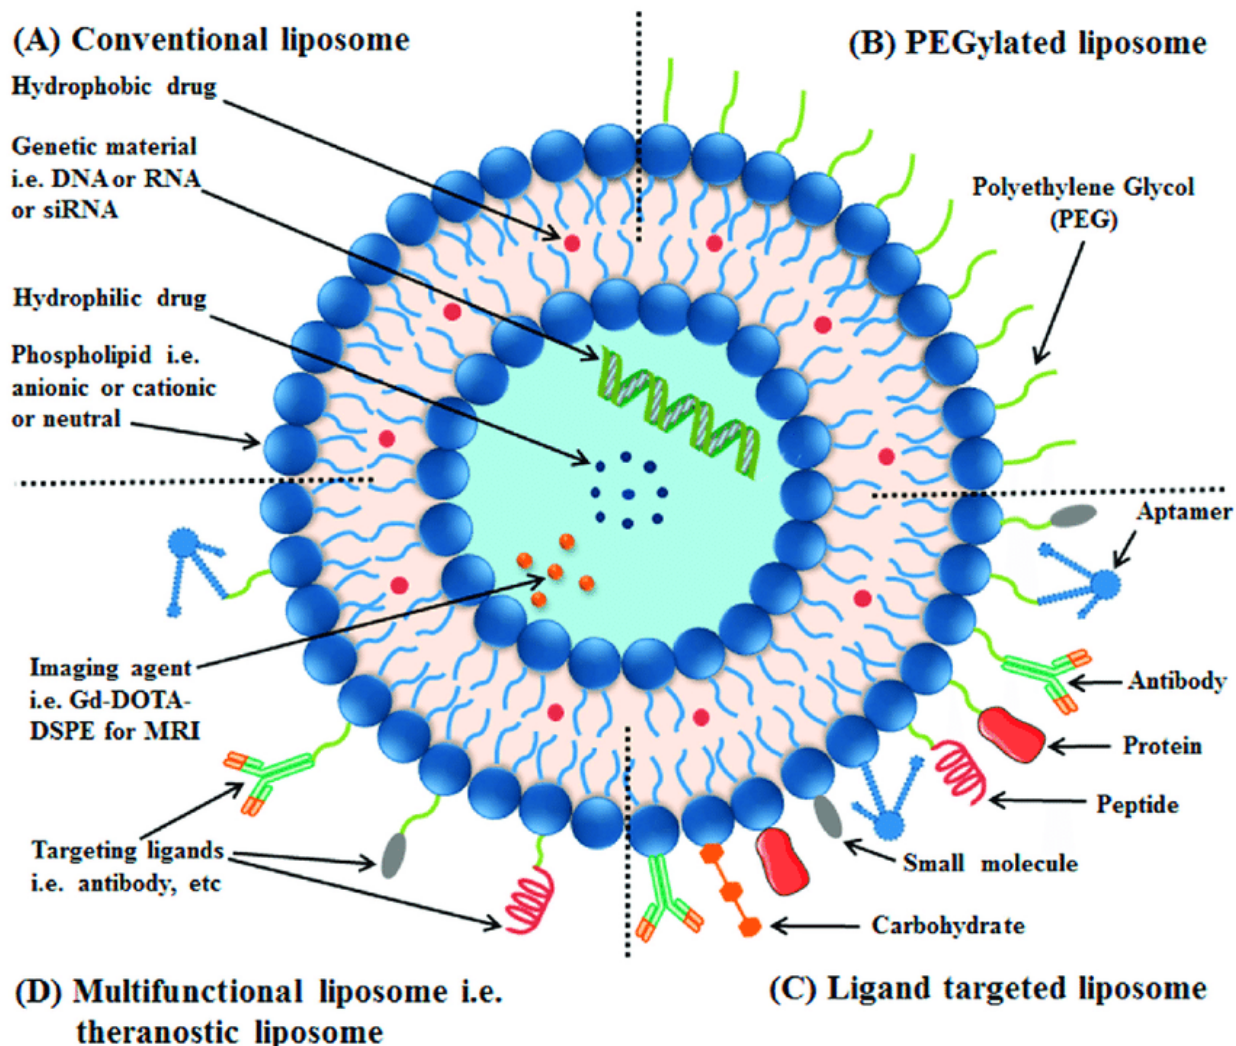 (A) Conventional liposome
(B) PEGylated liposome
Hydrophobic drug
Genetic material
i.e. DNA or RNA
or siRNA
Hydrophilic drug
Phospholipid i.e.
anionic or cationic
or neutral
Polyethylene Glycol
(PEG)
Aptamer
Antibody
Protein
Peptide
Small molecule
Carbohydrate
Imaging agent
i.e. Gd-DOTA-
DSPE for MRI
Targeting ligands
i.e. antibody, etc
(D) Multifunctional liposome i.e.
theranostic liposome
(C) Ligand targeted liposome